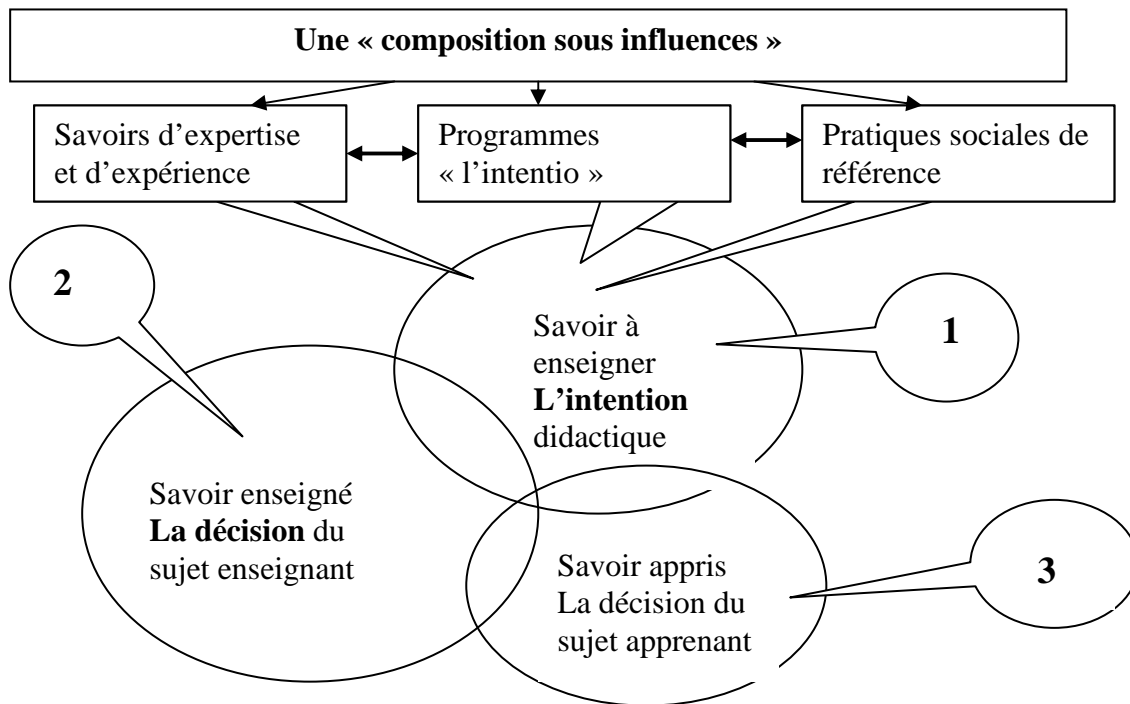 Une « composition sous influences »
Savoirs d’expertise
et d’expérience
Programmes
« l’intentio »
Pratiques sociales de
référence
2
1
Savoir à
enseigner
L’intention
didactique
Savoir enseigné
La décision du
sujet enseignant
Savoir appris
La décision du
sujet apprenant
3